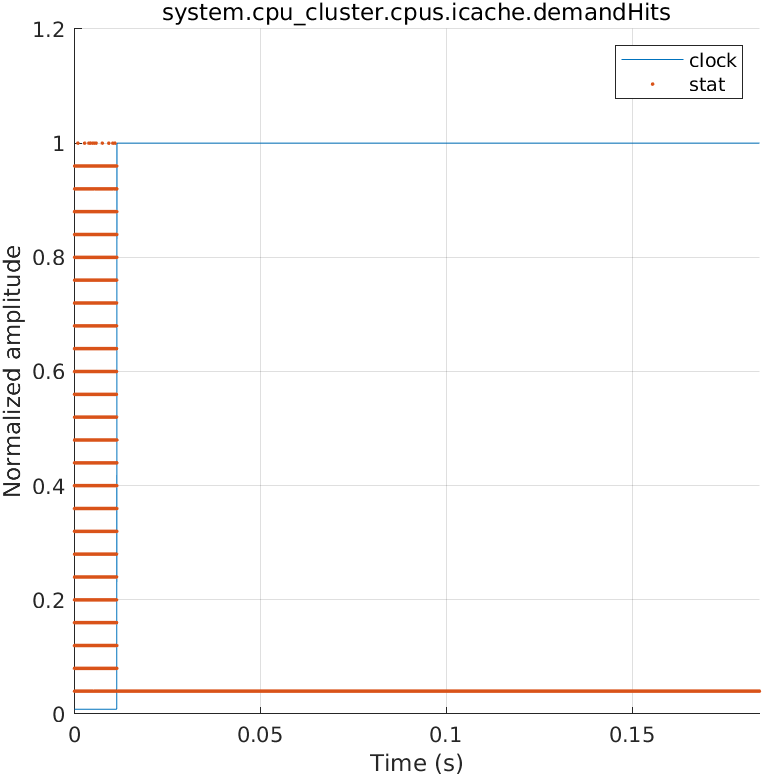 system.cpu_cluster.cpus.icache.demandHits
clock
stat
Normalized amplitude
1.2
1
0.8
0.6
0.4
0.2
0
0
0.05
0.1
0.15
Time (s)